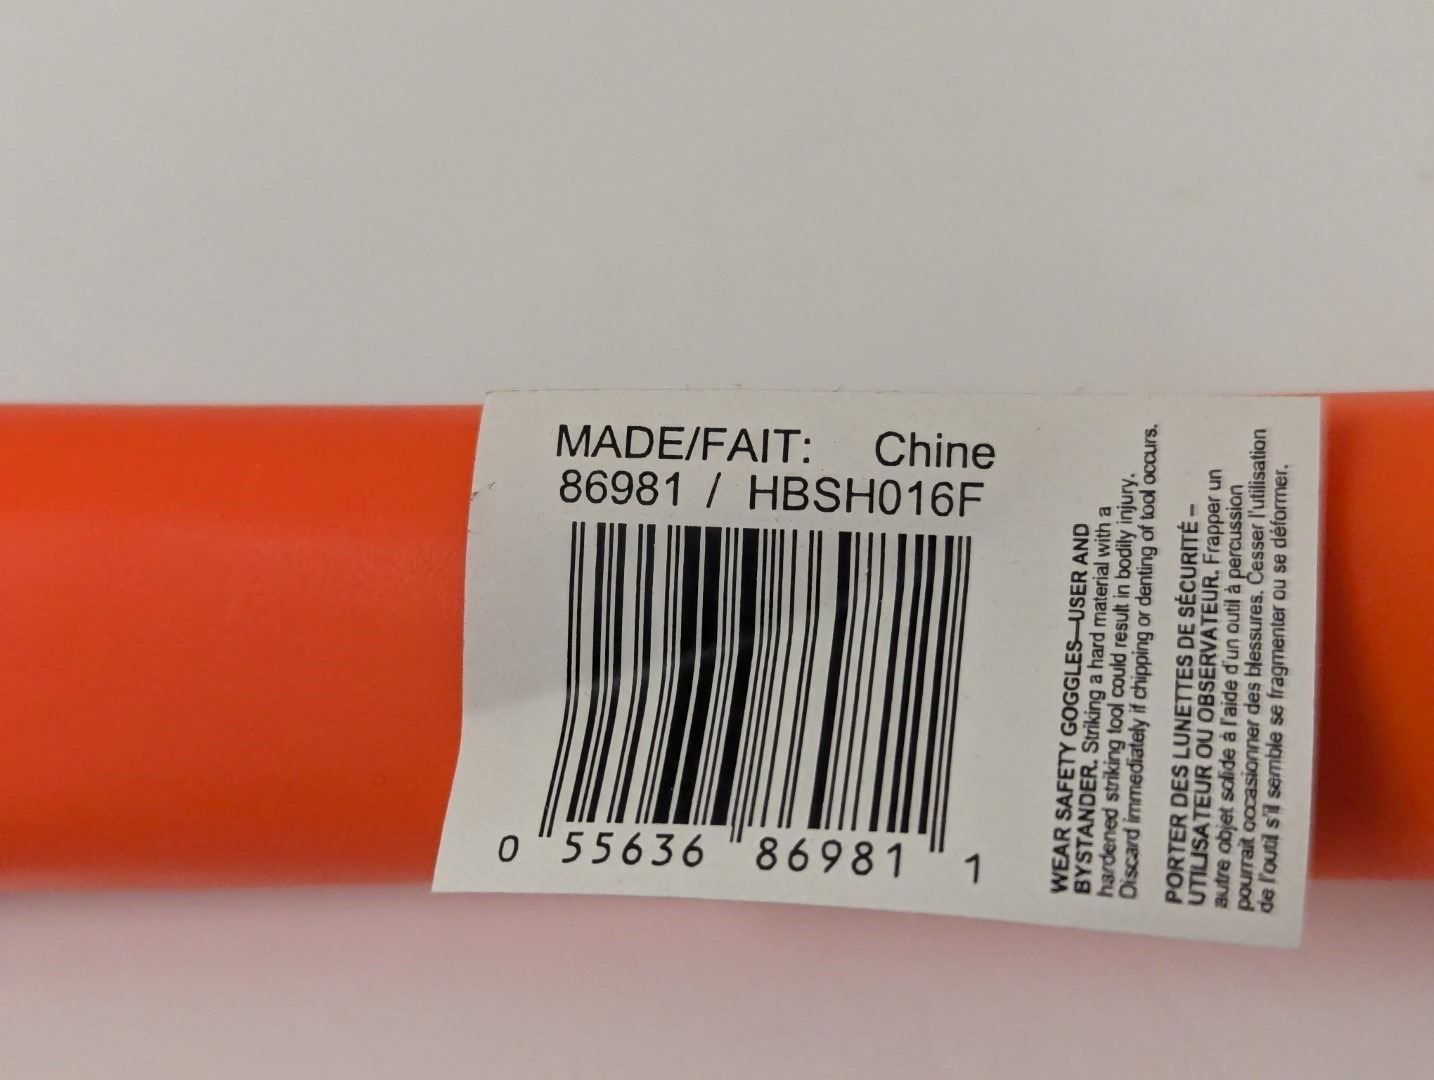 MADE/FAIT: Chine
86981 / HBSH016F
0 55636 86981 1
WEAR SAFETY GOGGLES—USER AND
BYSTANDER. Striking a hard material with a
hardened striking tool could result in bodily injury.
Discard immediately if chipping or denting of tool occurs.
PORTER DES LUNETTES DE SÉCURITÉ –
UTILISATEUR OU OBSERVATEUR. Frapper un
autre objet solide à l'aide d'un outil à percussion
pourrait occasionner des blessures. Cesser l'utilisation
de l'outil s'il semble se fragmenter ou se déformer.